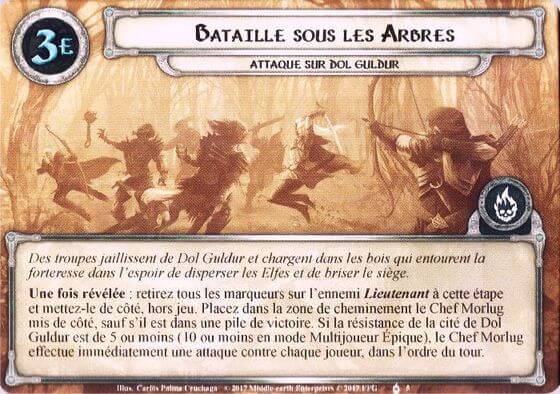 3E
BATAILLE SOUS LES ARBRES
ATTAQUE SUR DOL GULDUR
Des troupes jaillissent de Dol Guldur et chargent dans les bois qui entourent la
forteresse dans l'espoir de disperser les Elfes et de briser le siège.
Une fois révélée : retirez tous les marqueurs sur l'ennemi Lieutenant à cette étape
et mettez-le de côté, hors jeu. Placez dans la zone de cheminement le Chef Morlug
mis de côté, sauf s'il est dans une pile de victoire. Si la résistance de la cité de Dol
Guldur est de 5 ou moins (10 ou moins en mode Multijoueur Épique), le Chef Morlug
effectue immédiatement une attaque contre chaque joueur, dans l'ordre du tour.
Illus. Carlos Palma Cruchaga © 2017 Middle-earth Enterprises © 2017 FFG